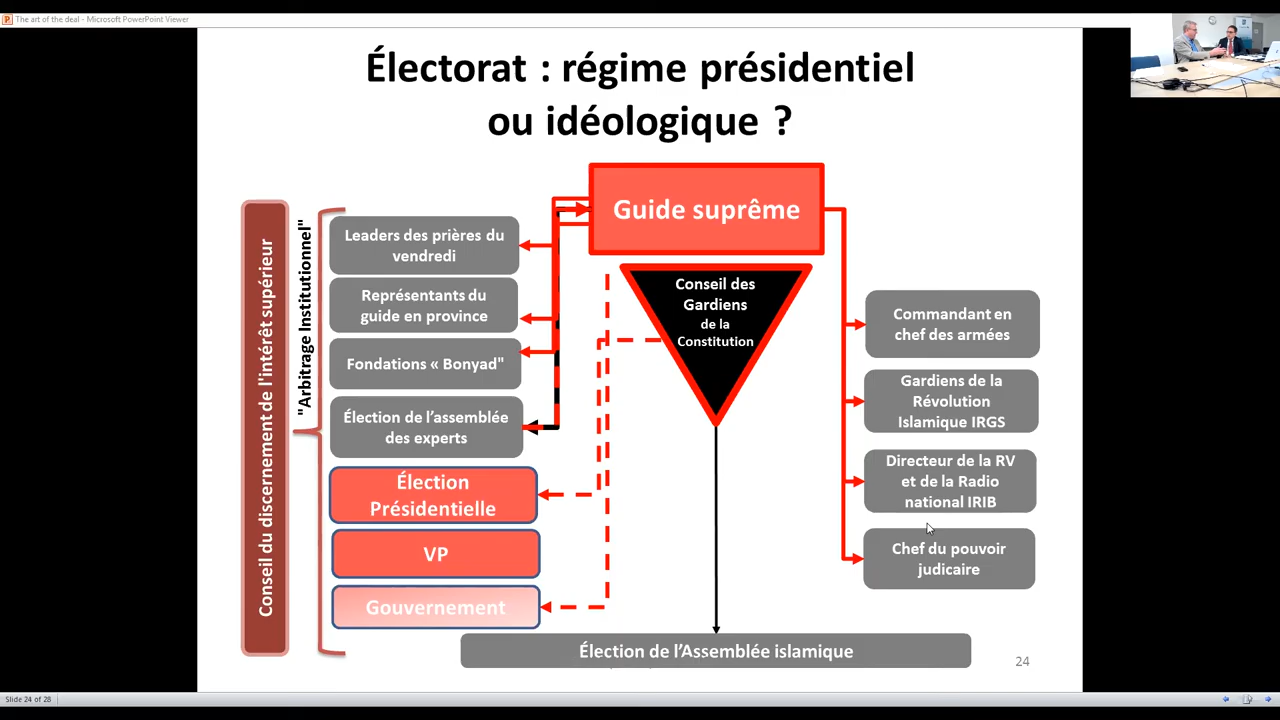 The art of the deal - Microsoft PowerPoint Viewer
Électorat : régime présidentiel
ou idéologique ?
Guide suprême
Conseil du discernement de l'intérêt supérieur
"Arbitrage Institutionnel"
Leaders des prières du
vendredi
Représentants du
guide en province
Fondations « Bonyad"
Élection de l’assemblée
des experts
Élection
Présidentielle
VP
Gouvernement
Conseil des
Gardiens
de la
Constitution
Commandant en
chef des armées
Gardiens de la
Révolution
Islamique IRGS
Directeur de la RV
et de la Radio
national IRIB
Chef du pouvoir
judicaire
Élection de l’Assemblée islamique
24
Slide 24 of 28